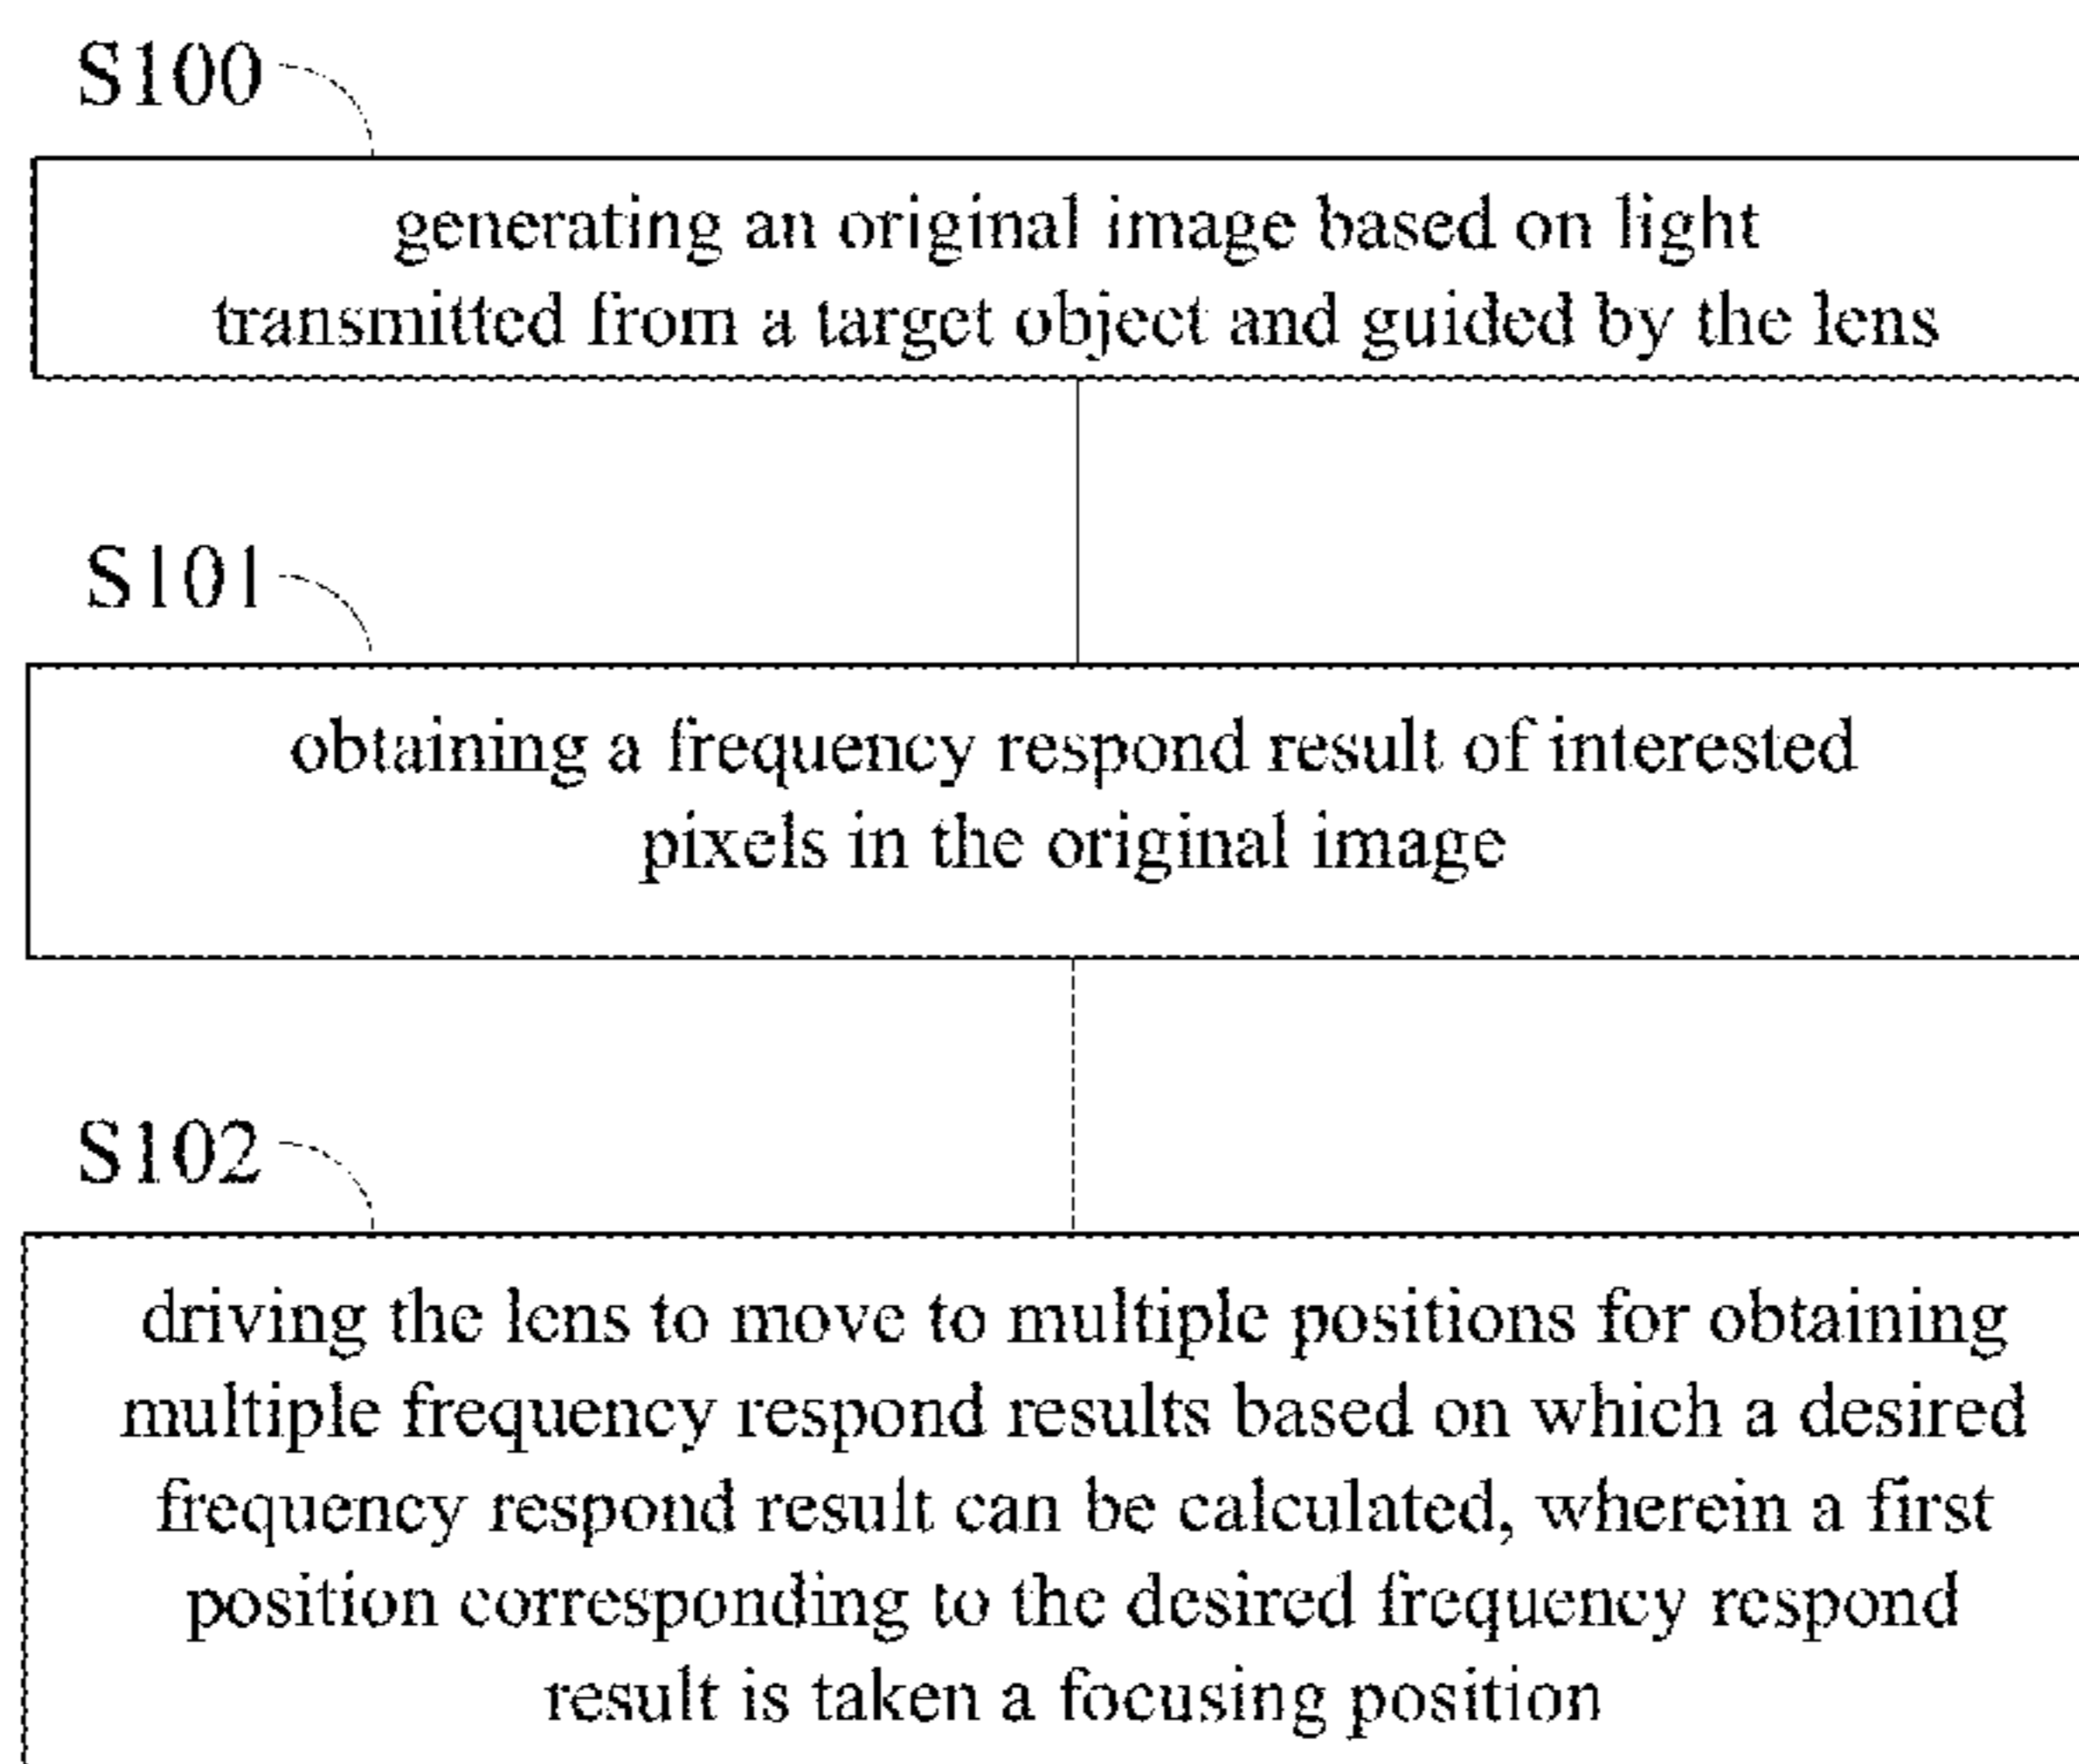 S100
generating an original image based on light
transmitted from a target object and guided by the lens
S101
obtaining a frequency respond result of interested
pixels in the original image
S102
driving the lens to move to multiple positions for obtaining
multiple frequency respond results based on which a desired
frequency respond result can be calculated, wherein a first
position corresponding to the desired frequency respond
result is taken a focusing position